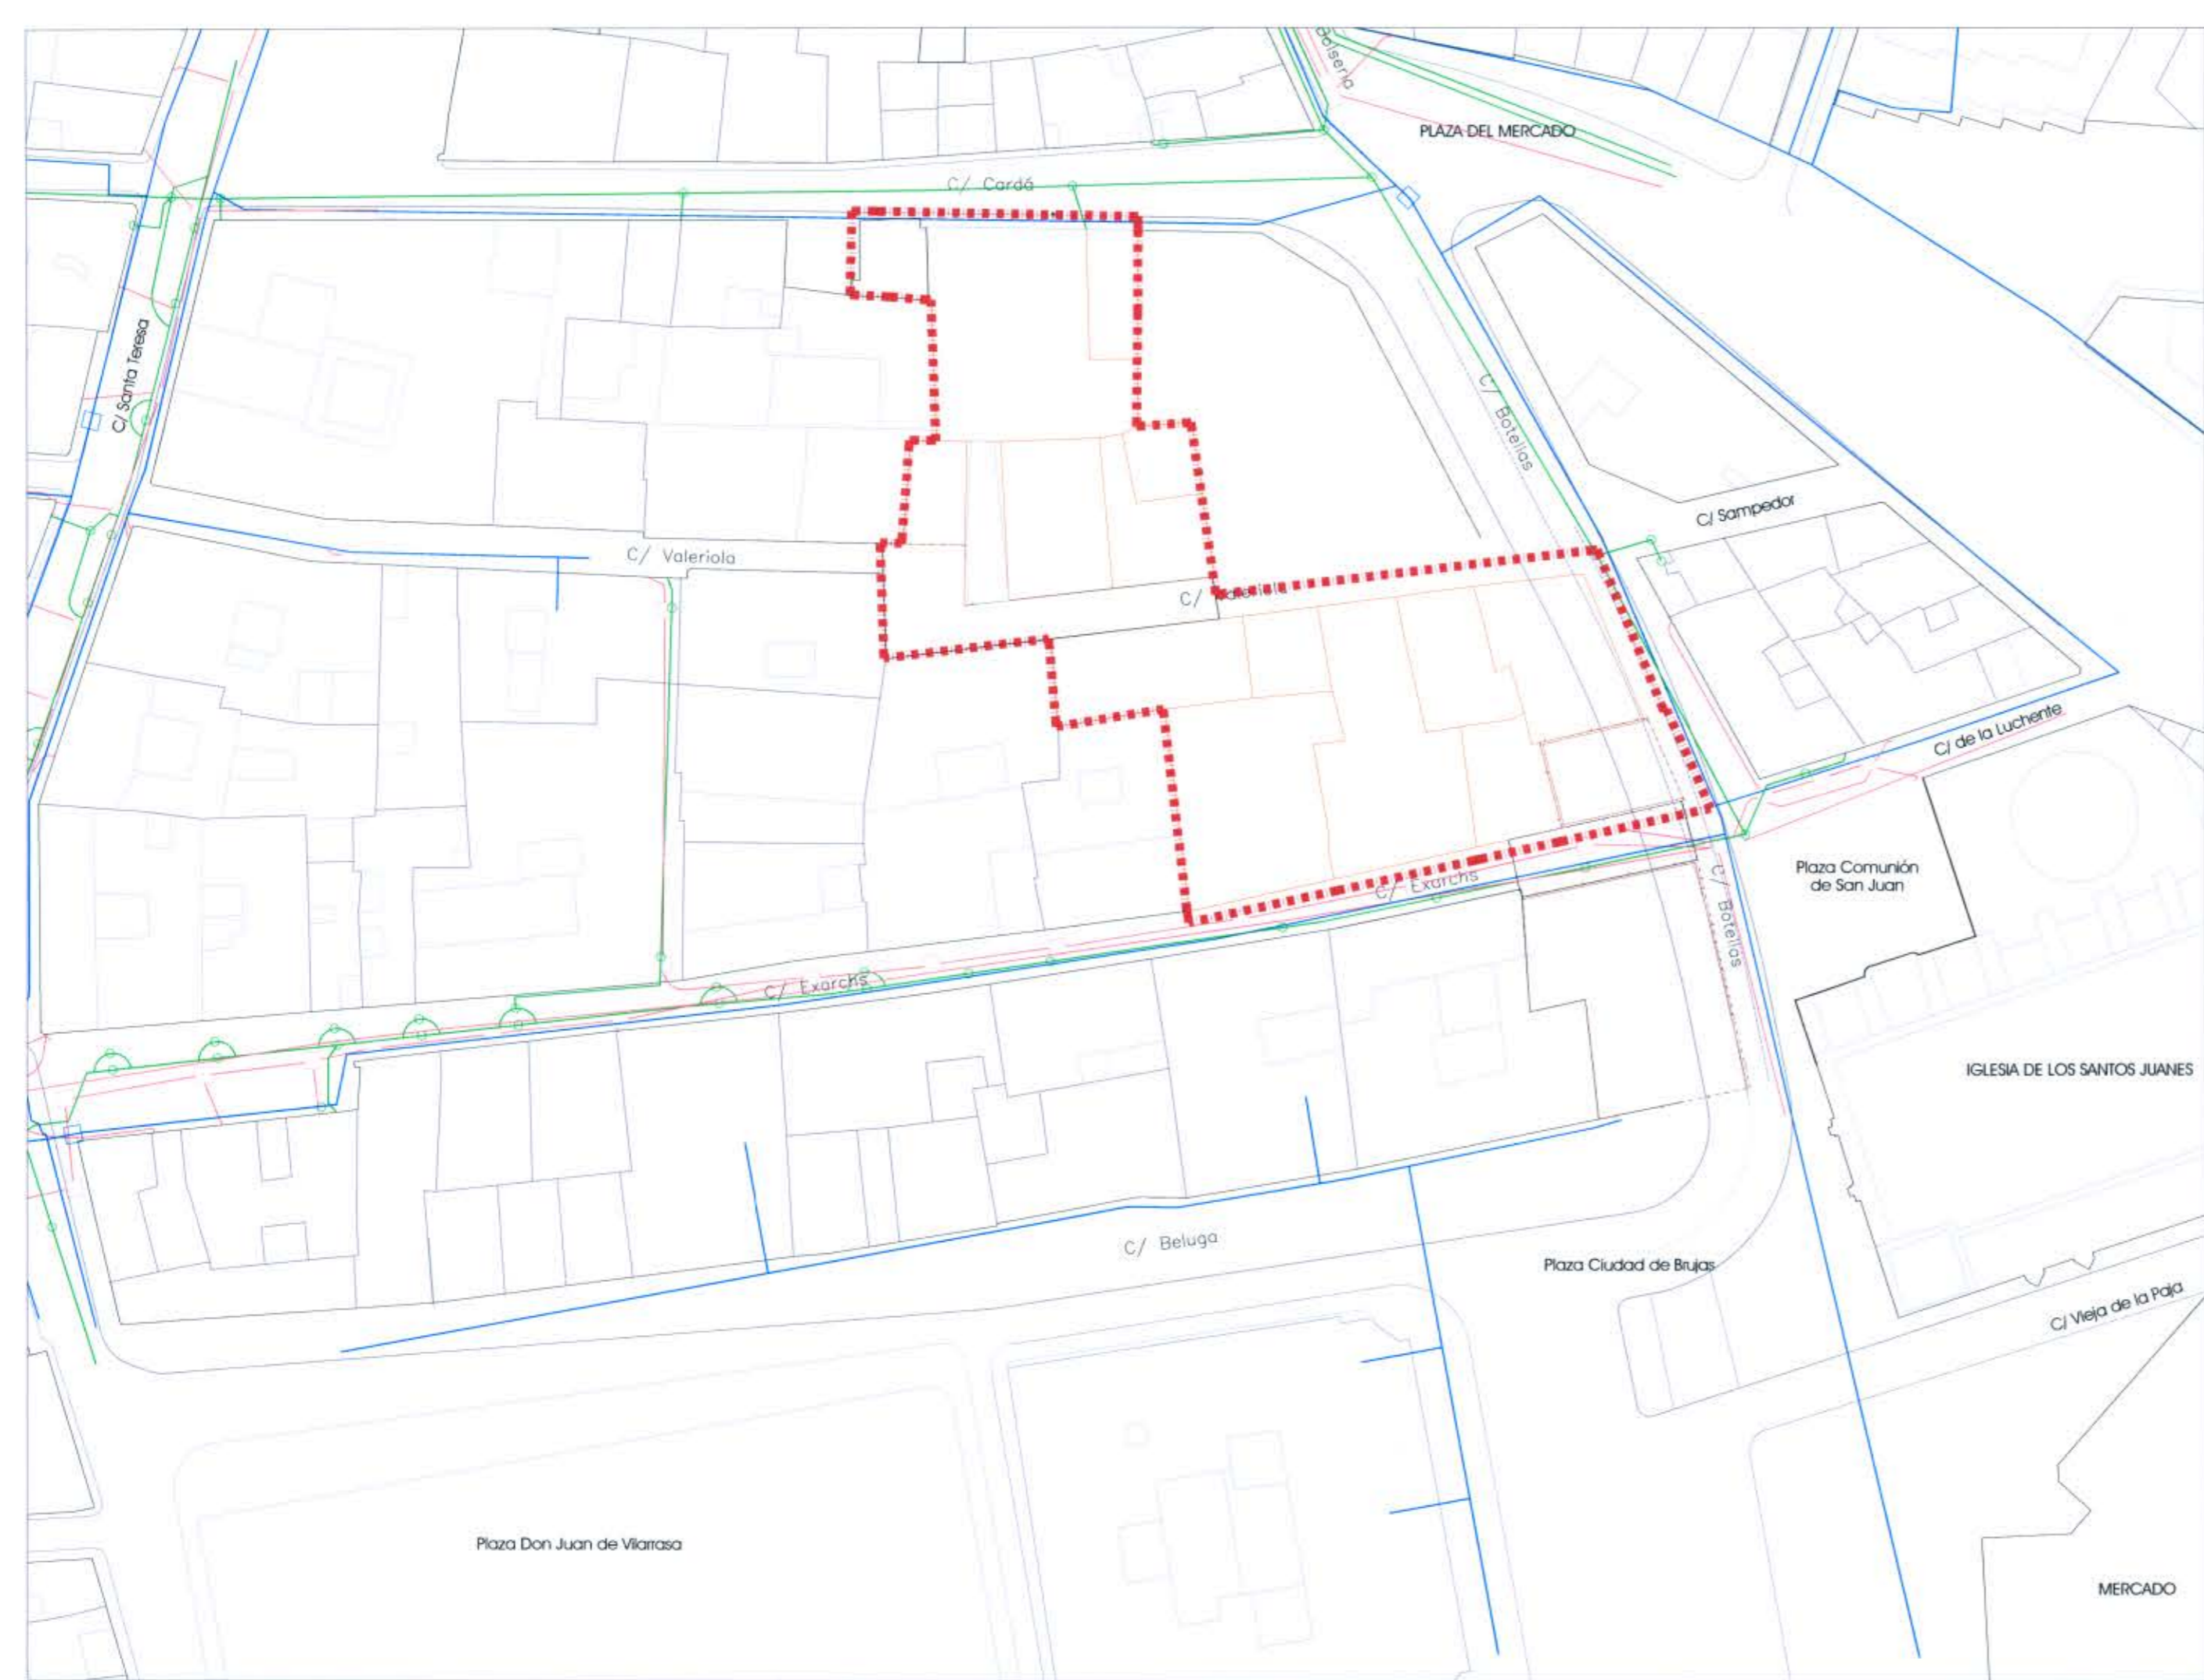 Bolsería
PLAZA DEL MERCADO
C/ Cardá
C/ Santa Teresa
C/ Botellas
C/ Sampedor
C/ Valeriola
C/ Valeriola
C/ de la Luchente
Plaza Comunión
de San Juan
C/ Exarchs
C/ Botellas
C/ Exarchs
IGLESIA DE LOS SANTOS JUANES
C/ Beluga
Plaza Ciudad de Brujas
C/ Vieja de la Paja
Plaza Don Juan de Vilarrasa
MERCADO